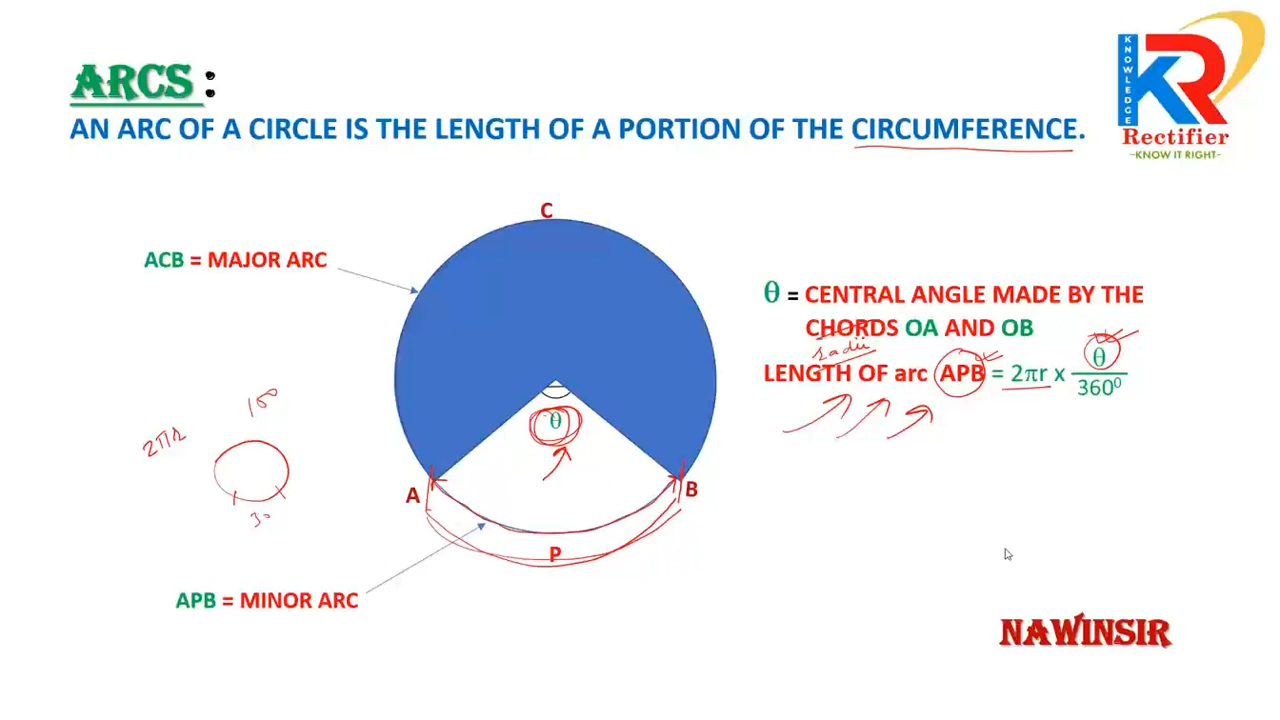 ARCS :
AN ARC OF A CIRCLE IS THE LENGTH OF A PORTION OF THE CIRCUMFERENCE.
KNOWLEDGE
KR
Rectifier
-KNOW IT RIGHT-
C
ACB = MAJOR ARC
θ = CENTRAL ANGLE MADE BY THE
CHORDS OA AND OB
radii
LENGTH OF arc APB = 2πr x θ/360⁰
θ
2πr
A
B
P
APB = MINOR ARC
NAWINSIR